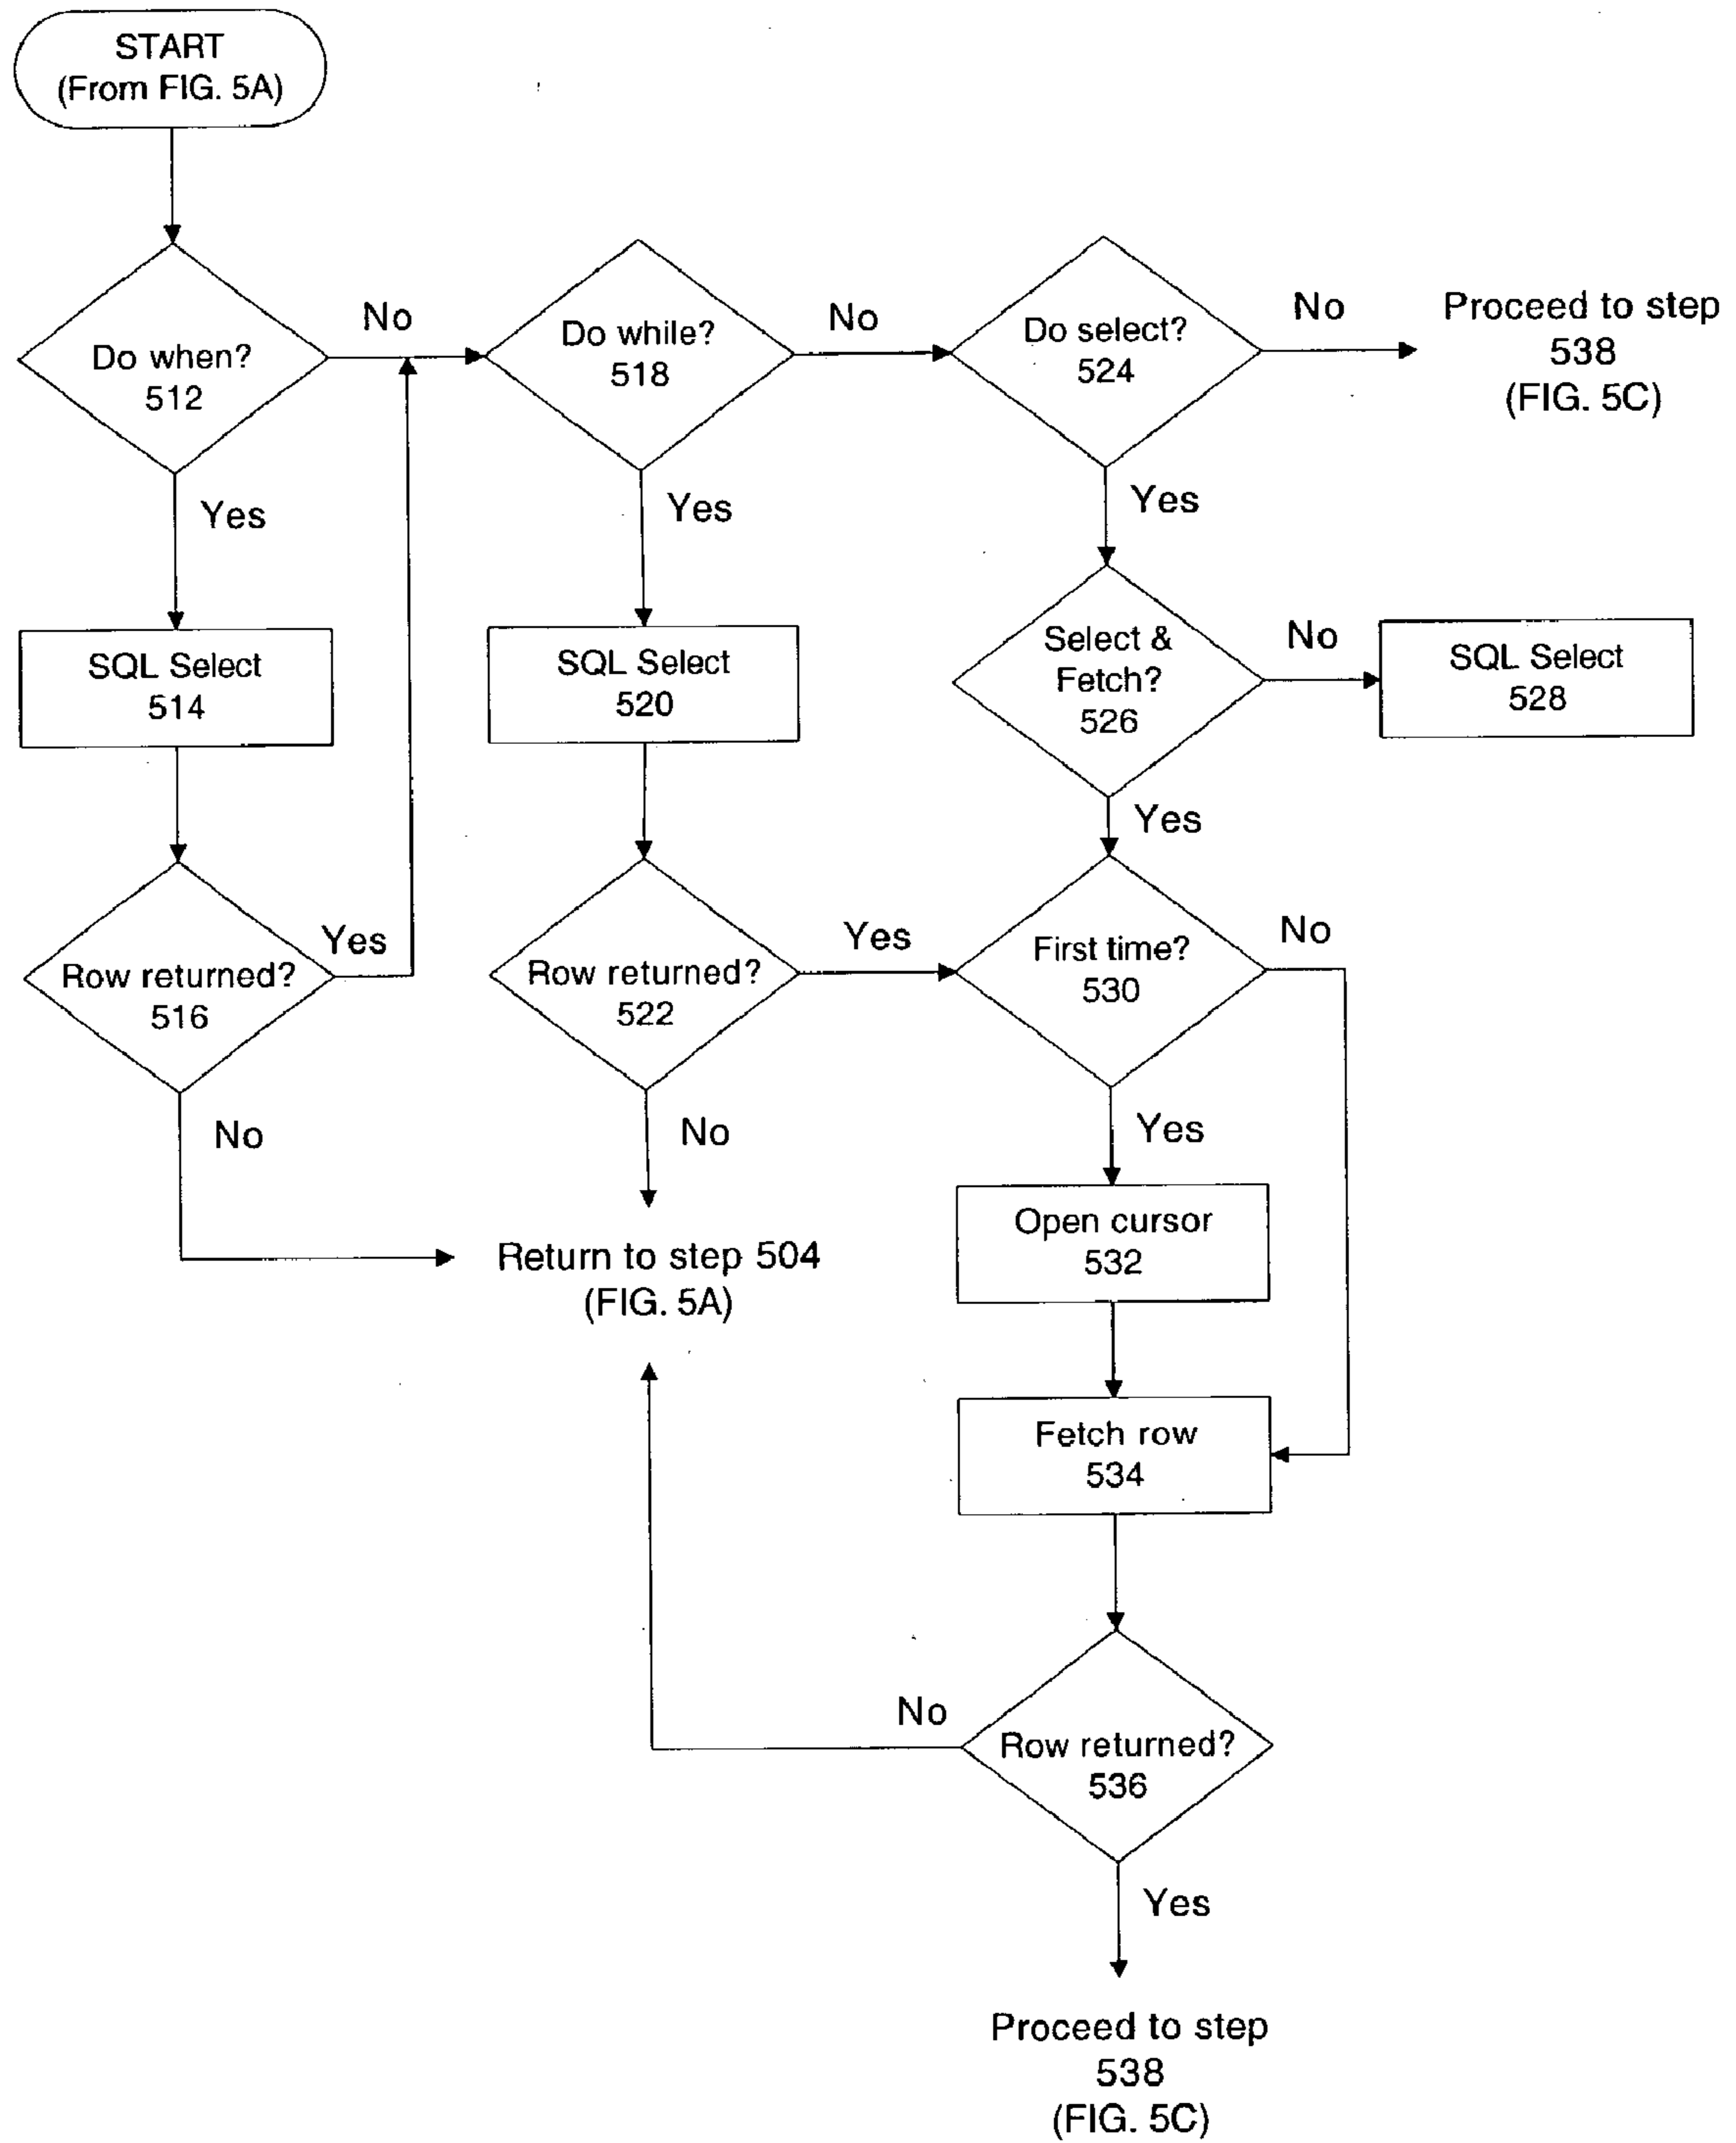 START
(From FIG. 5A)
Do when?
512
No
Do while?
518
No
Do select?
524
No
Proceed to step
538
(FIG. 5C)
Yes
Yes
Yes
SQL Select
514
SQL Select
520
Select &
Fetch?
526
No
SQL Select
528
Yes
Row returned?
516
Yes
Row returned?
522
Yes
First time?
530
No
No
No
Yes
Return to step 504
(FIG. 5A)
Open cursor
532
Fetch row
534
No
Row returned?
536
Yes
Proceed to step
538
(FIG. 5C)